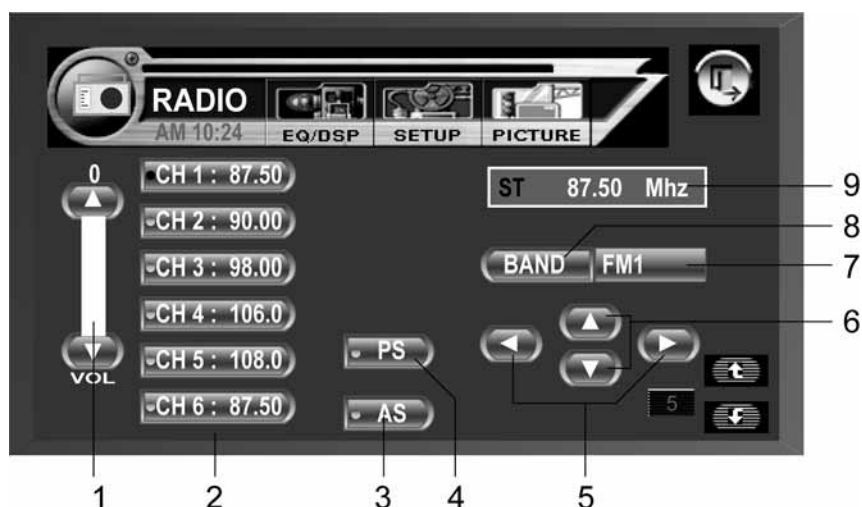 RADIO
AM 10:24
EQ/DSP
SETUP
PICTURE
0
CH 1 : 87.50
ST 87.50 Mhz
9
CH 2 : 90.00
8
CH 3 : 98.00
BAND FM1
7
CH 4 : 106.0
6
VOL
CH 5 : 108.0
PS
CH 6 : 87.50
AS
5
1 2 3 4 5